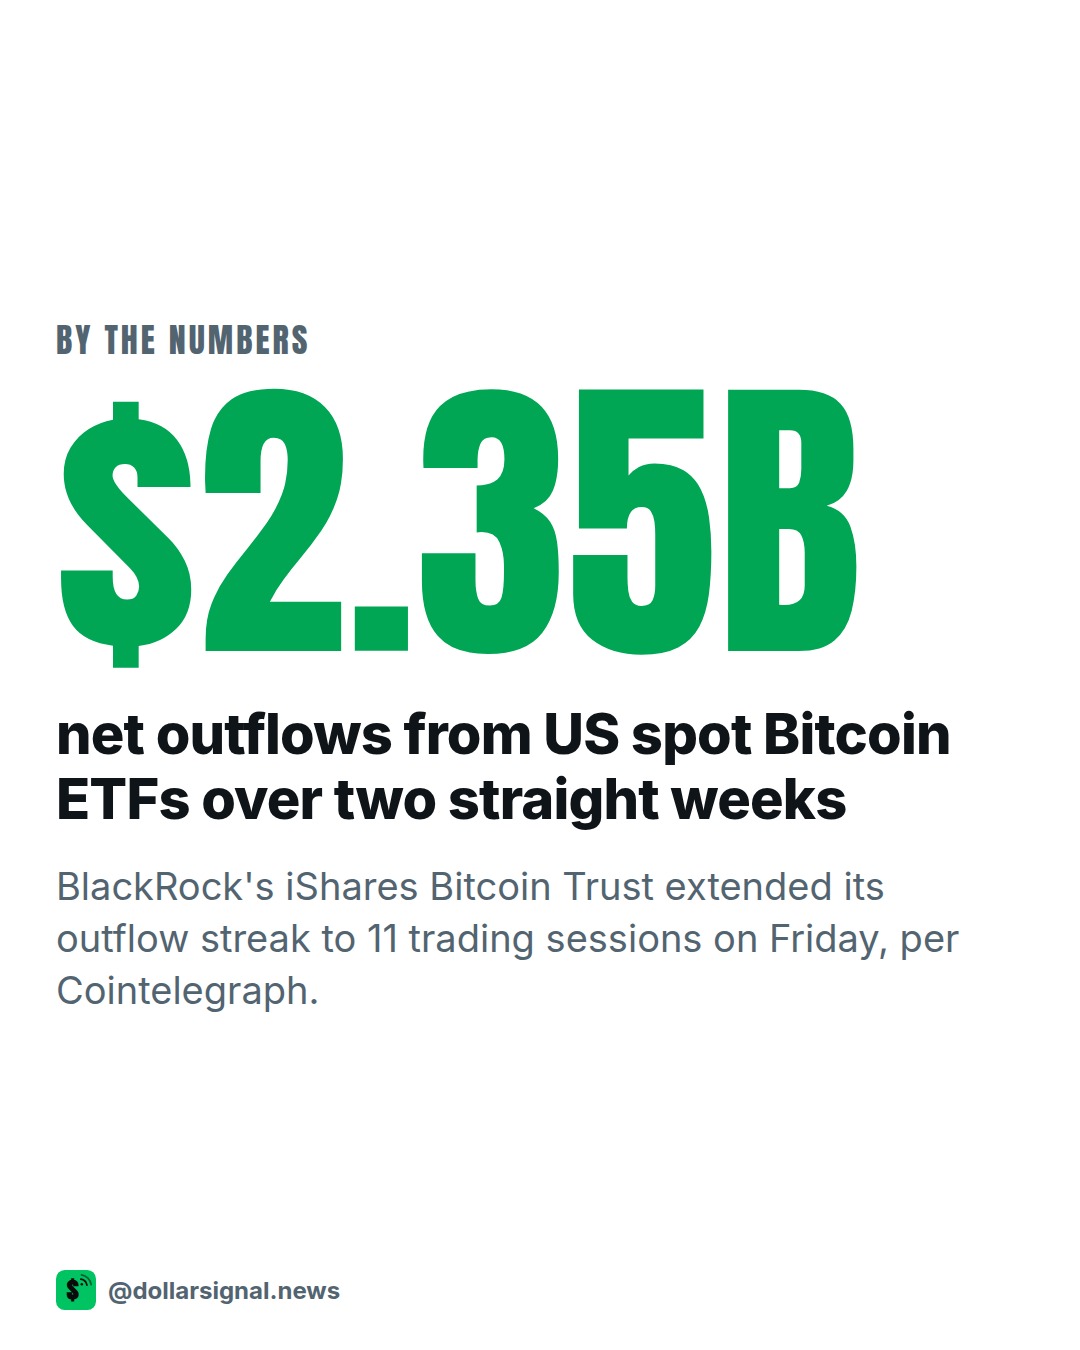 BY THE NUMBERS
$2.35B
net outflows from US spot Bitcoin
ETFs over two straight weeks
BlackRock's iShares Bitcoin Trust extended its
outflow streak to 11 trading sessions on Friday, per
Cointelegraph.
$ @dollarsignal.news